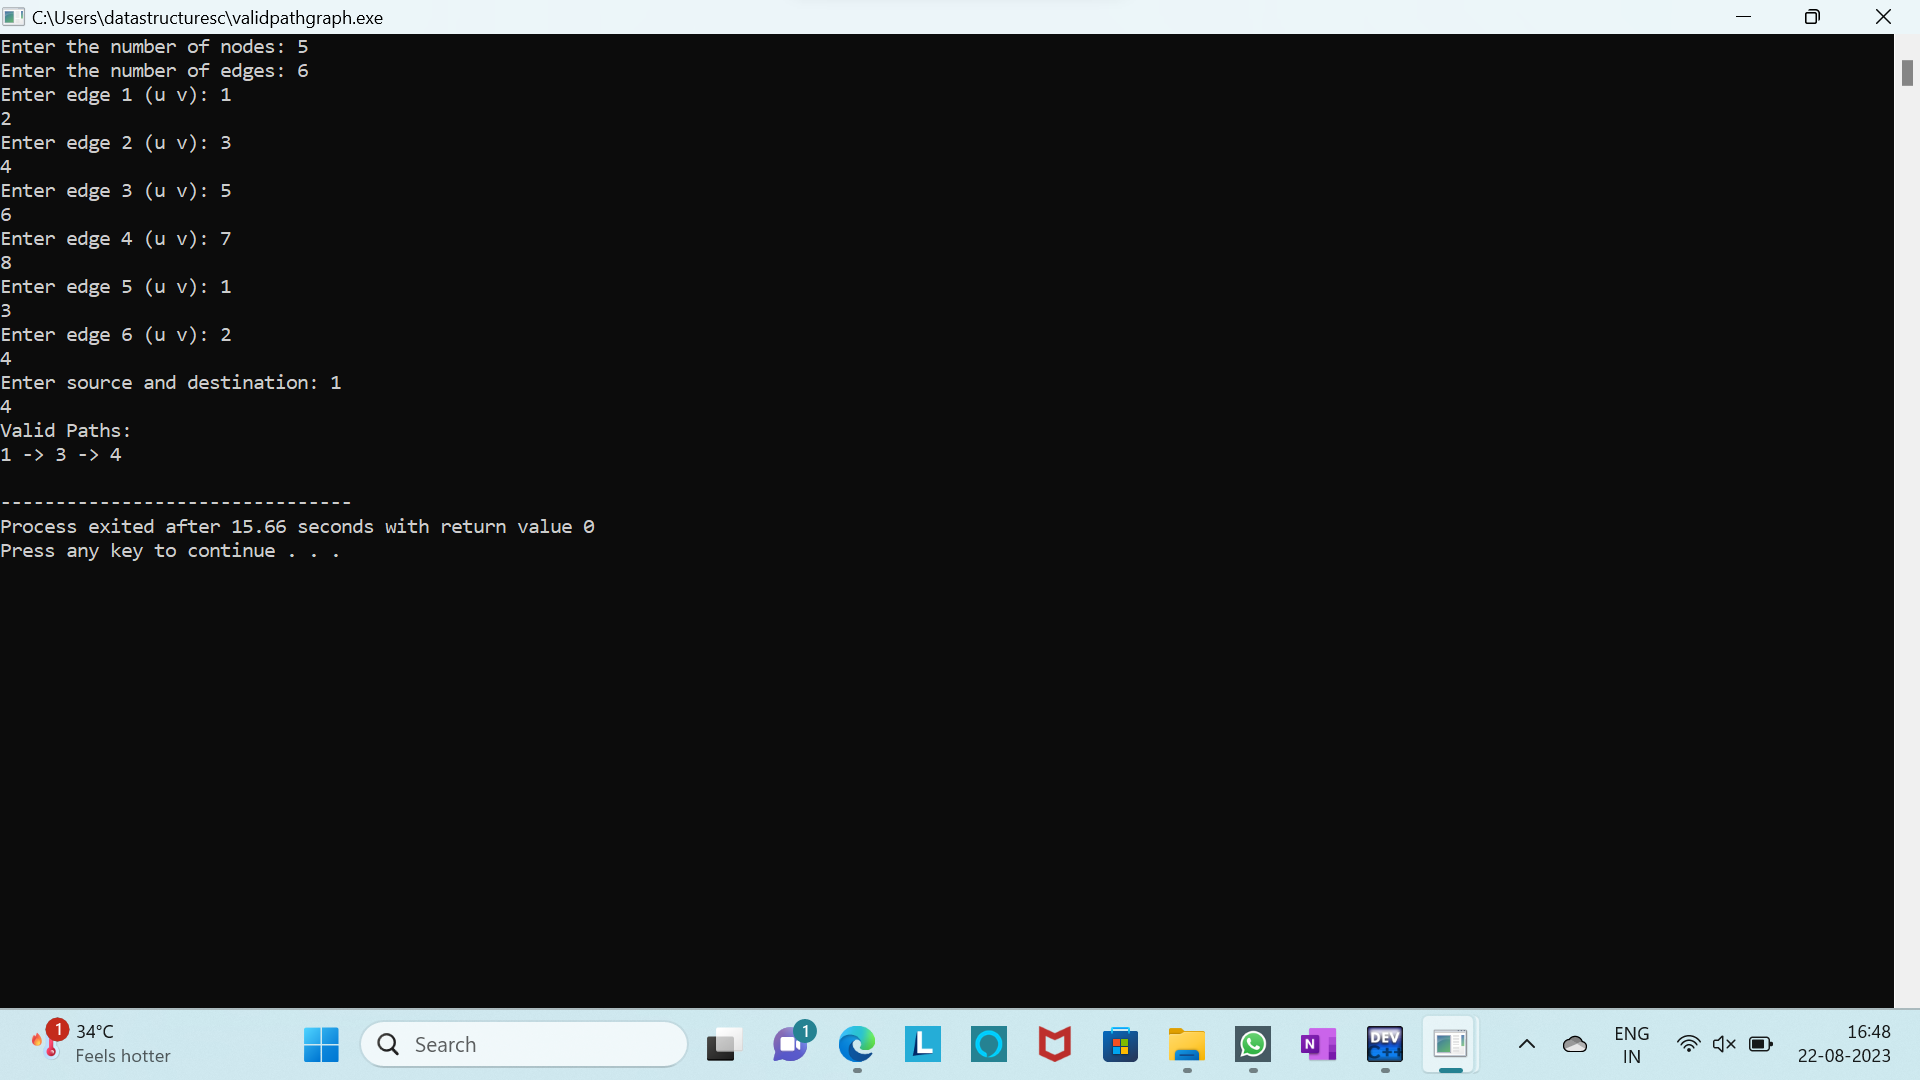 C:\Users\datastructuresc\validpathgraph.exe
Enter the number of nodes: 5
Enter the number of edges: 6
Enter edge 1 (u v): 1
2
Enter edge 2 (u v): 3
4
Enter edge 3 (u v): 5
6
Enter edge 4 (u v): 7
8
Enter edge 5 (u v): 1
3
Enter edge 6 (u v): 2
4
Enter source and destination: 1
4
Valid Paths:
1 -> 3 -> 4
--------------------------------
Process exited after 15.66 seconds with return value 0
Press any key to continue . . .
1
34°C
Feels hotter
Search
1
L
N
DEV
C++
ENG
IN
16:48
22-08-2023